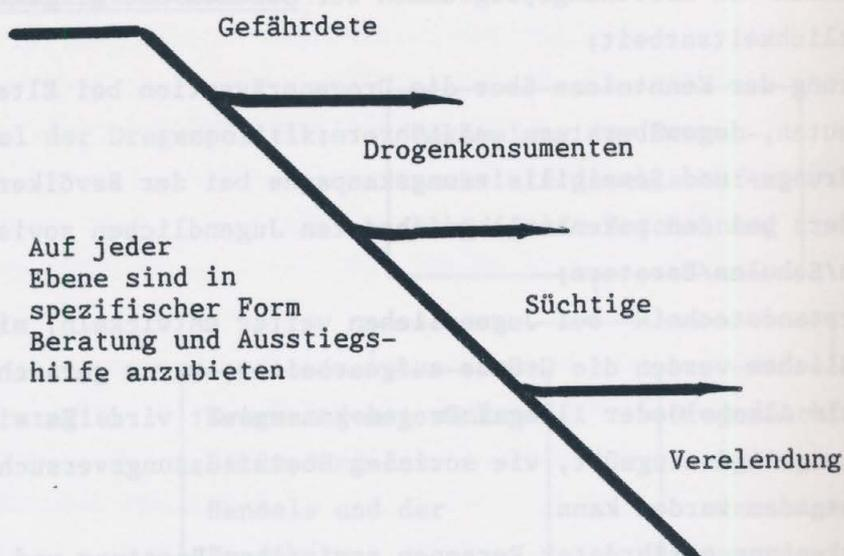 Gefährdete
Drogenkonsumenten
Auf jeder
Ebene sind in
spezifischer Form
Beratung und Ausstiegs-
hilfe anzubieten
Süchtige
Verelendung